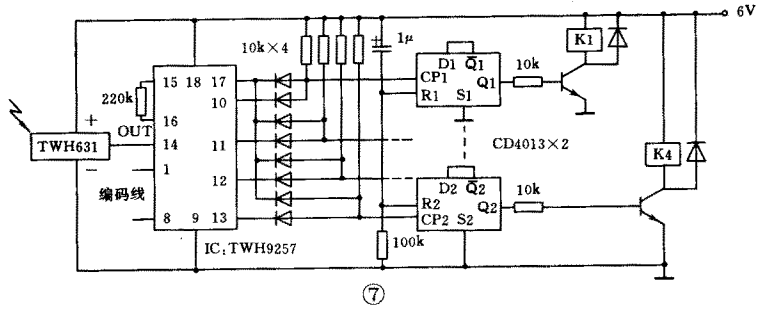 6V
10k×4
1μ
K1
D1 Q̅1
CP1 Q1
R1 S1
10k
15 18 17
10
220k
16
+
OUT
TWH631
14
11
CD4013×2
K4
−
1
12
编码线
D2 Q̅2
10k
R2 Q2
CP2 S2
8 9 13
100k
IC:TWH9257
⑦